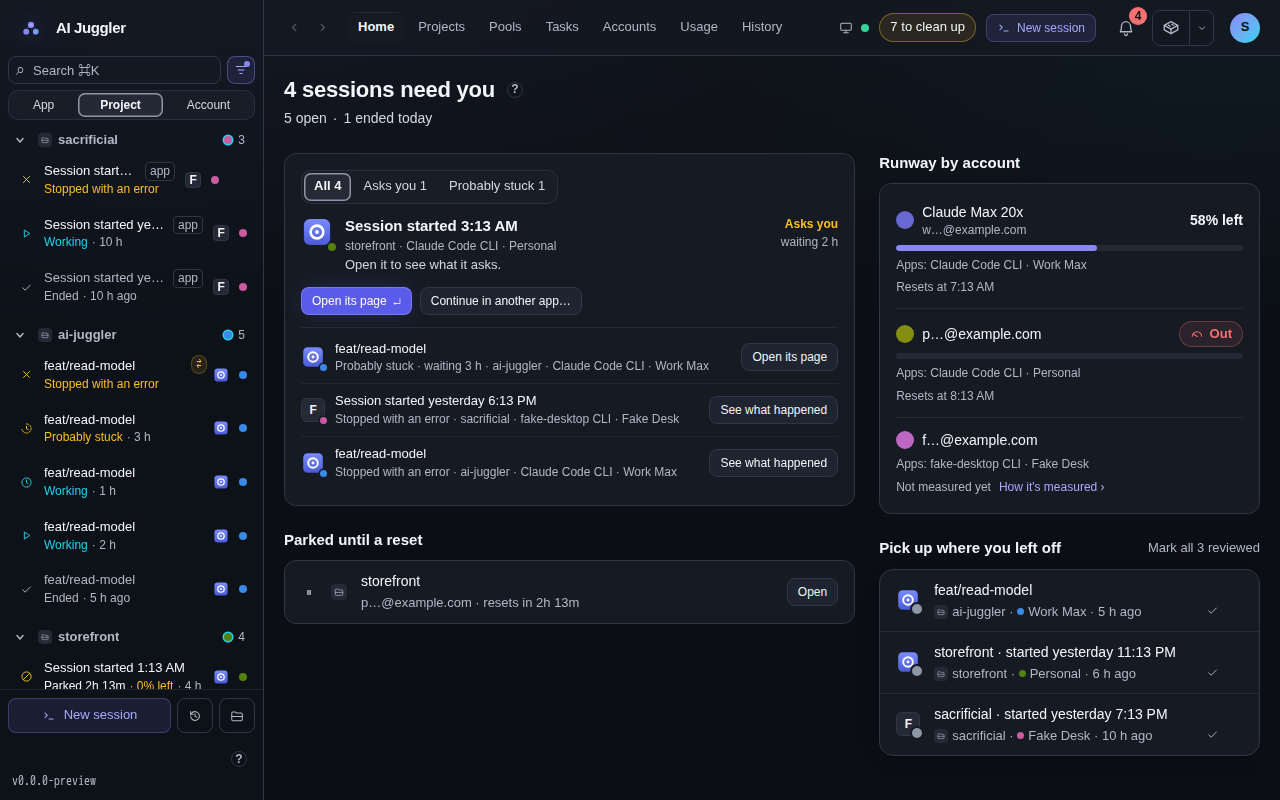 AI Juggler
Home
Projects
Pools
Tasks
Accounts
Usage
History
7 to clean up
New session
4
S
Search ⌘K
App
Project
Account
sacrificial
3
Session start…
app
F
Stopped with an error
Session started ye…
app
F
Working · 10 h
Session started ye…
app
F
Ended · 10 h ago
ai-juggler
5
feat/read-model
Stopped with an error
feat/read-model
Probably stuck · 3 h
feat/read-model
Working · 1 h
feat/read-model
Working · 2 h
feat/read-model
Ended · 5 h ago
storefront
4
Session started 1:13 AM
Parked 2h 13m · 0% left · 4 h
New session
?
v0.0.0-preview
4 sessions need you
?
5 open · 1 ended today
All 4
Asks you 1
Probably stuck 1
Session started 3:13 AM
Asks you
storefront · Claude Code CLI · Personal
waiting 2 h
Open it to see what it asks.
Open its page
Continue in another app…
feat/read-model
Probably stuck · waiting 3 h · ai-juggler · Claude Code CLI · Work Max
Open its page
F
Session started yesterday 6:13 PM
Stopped with an error · sacrificial · fake-desktop CLI · Fake Desk
See what happened
feat/read-model
Stopped with an error · ai-juggler · Claude Code CLI · Work Max
See what happened
Parked until a reset
storefront
p…@example.com · resets in 2h 13m
Open
Runway by account
Claude Max 20x
w…@example.com
58% left
Apps: Claude Code CLI · Work Max
Resets at 7:13 AM
p…@example.com
Out
Apps: Claude Code CLI · Personal
Resets at 8:13 AM
f…@example.com
Apps: fake-desktop CLI · Fake Desk
Not measured yet
How it's measured ›
Pick up where you left off
Mark all 3 reviewed
feat/read-model
ai-juggler · Work Max · 5 h ago
storefront · started yesterday 11:13 PM
storefront · Personal · 6 h ago
F
sacrificial · started yesterday 7:13 PM
sacrificial · Fake Desk · 10 h ago